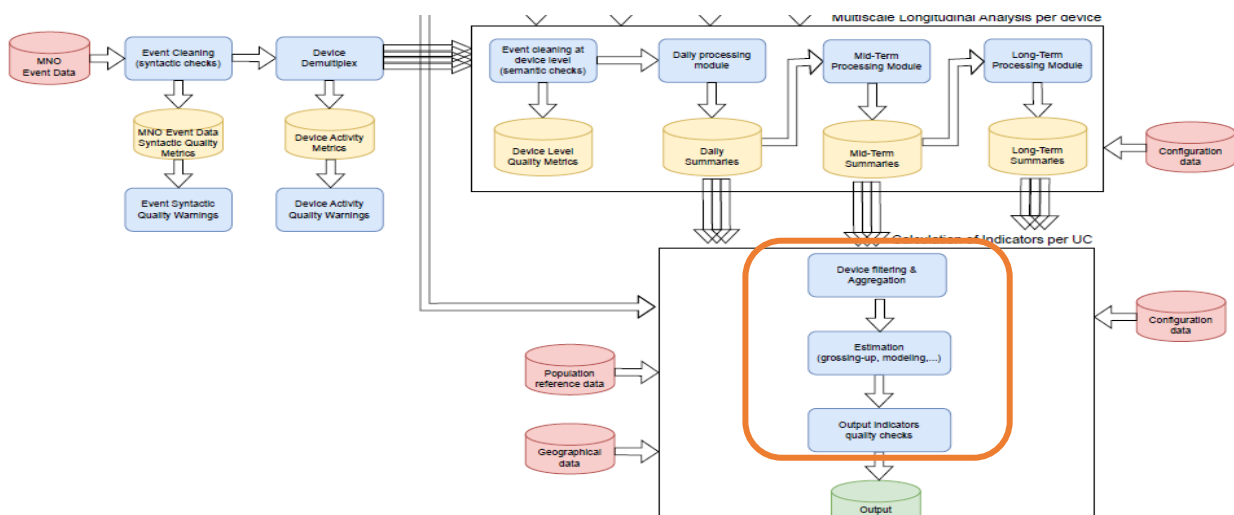 Multiscale Longitudinal Analysis per device
MNO
Event Data
Event Cleaning
(syntactic checks)
Device
Demultiplex
Event cleaning at
device level
(semantic checks)
Daily processing
module
Mid-Term
Processing Module
Long-Term
Processing Module
MNO Event Data
Syntactic Quality
Metrics
Device Activity
Metrics
Device Level
Quality Metrics
Daily
Summaries
Mid-Term
Summaries
Long-Term
Summaries
Configuration
data
Event Syntactic
Quality Warnings
Device Activity
Quality Warnings
Calculation of Indicators per UC
Device filtering &
Aggregation
Configuration
data
Estimation
(grossing-up, modeling,...)
Population
reference data
Output indicators
quality checks
Geographical
data
Output